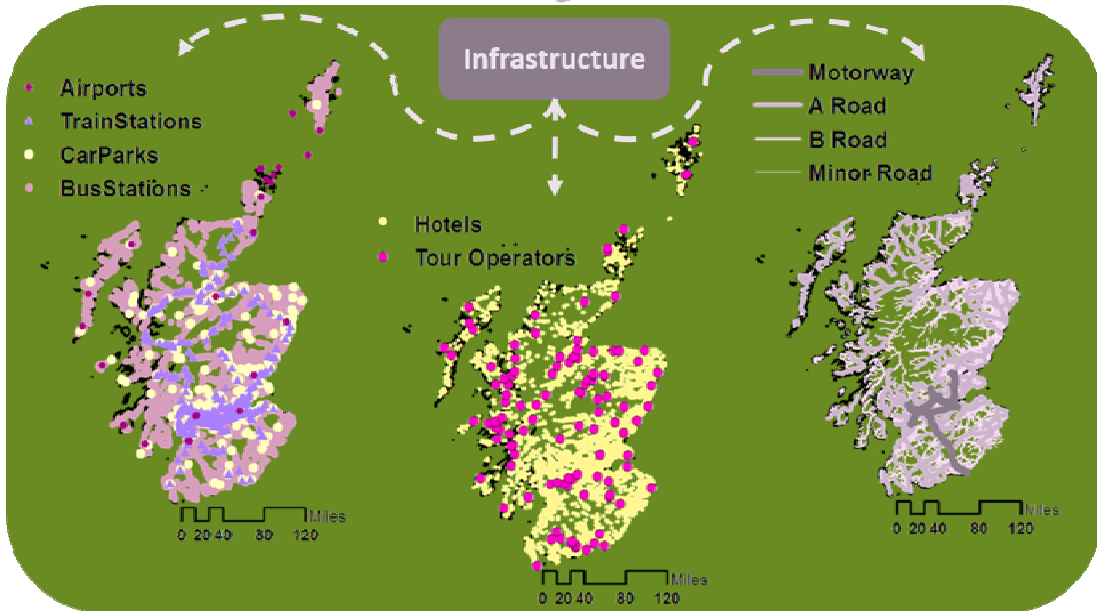 Infrastructure
Airports
TrainStations
CarParks
BusStations
Hotels
Tour Operators
Motorway
A Road
B Road
Minor Road
Miles
0 20 40 80 120
Miles
0 20 40 80 120
Miles
0 20 40 80 120